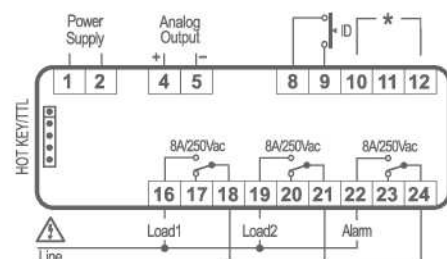 Power
Supply
Analog
Output
+ −
ID
*
1 2 4 5 8 9 10 11 12
HOT KEY/TTL
8A/250Vac 8A/250Vac 8A/250Vac
16 17 18 19 20 21 22 23 24
Load1 Load2 Alarm
Line